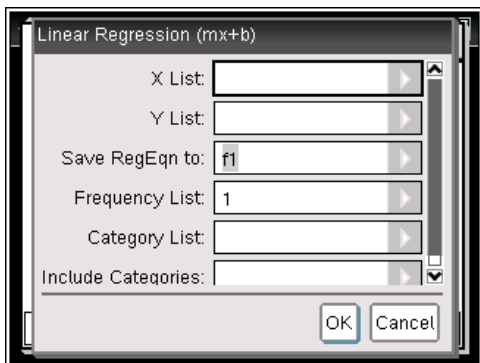 Linear Regression (mx+b)
X List:
Y List:
Save RegEqn to: f1
Frequency List: 1
Category List:
Include Categories:
OK Cancel